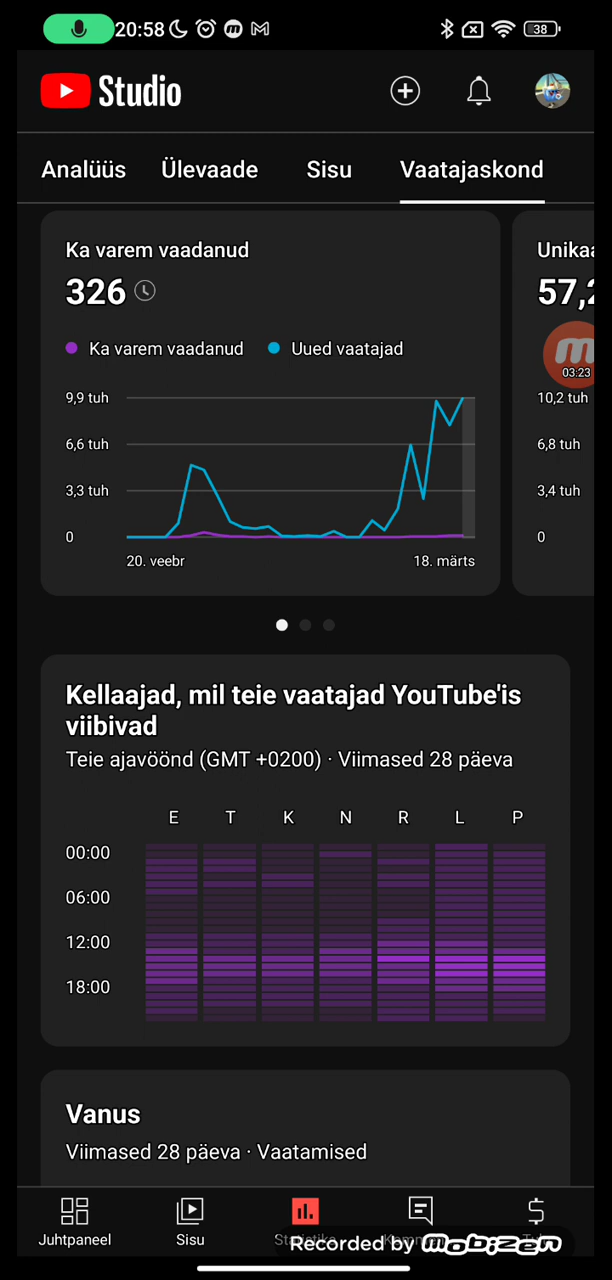 20:58
38
Studio
Analüüs Ülevaade Sisu Vaatajaskond
Ka varem vaadanud
326
Ka varem vaadanud Uued vaatajad
9,9 tuh
6,6 tuh
3,3 tuh
0
20. veebr 18. märts
03:23
10,2 tuh
6,8 tuh
3,4 tuh
0
Kellaajad, mil teie vaatajad YouTube'is
viibivad
Teie ajavöönd (GMT +0200) · Viimased 28 päeva
E T K N R L P
00:00
06:00
12:00
18:00
Vanus
Viimased 28 päeva · Vaatamised
Juhtpaneel Sisu Statistika
Recorded by mobizen